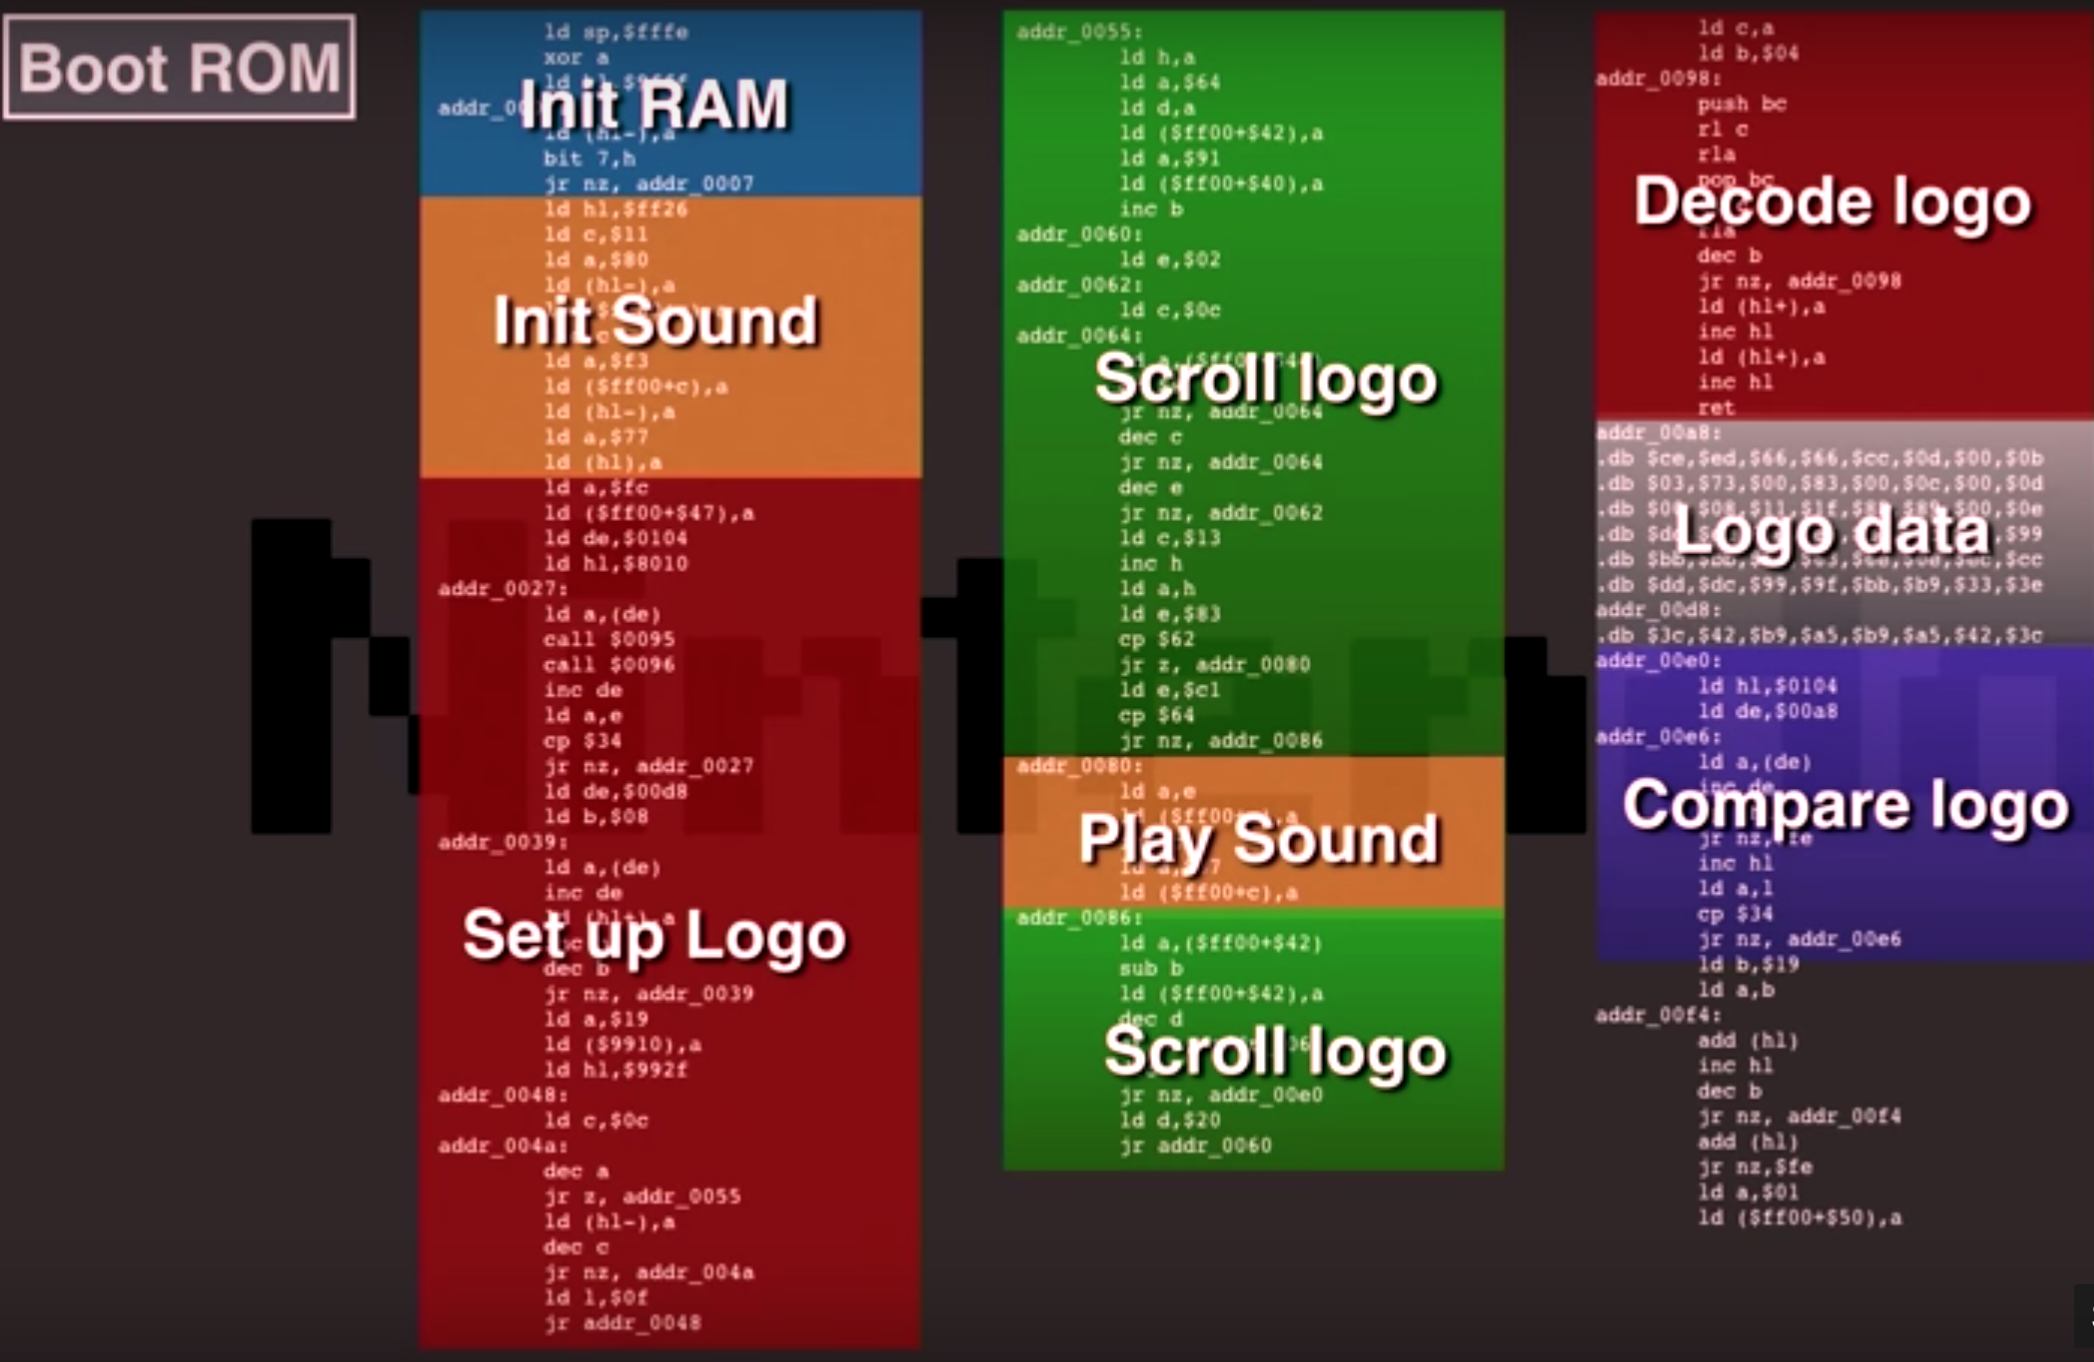 Boot ROM
ld sp,$fffe
xor a
Init RAM
bit 7,h
jr nz, addr_0007
ld hl,$ff26
ld c,$11
ld a,$80
ld (hl-),a
Init Sound
ld a,$f3
ld ($ff00+c),a
ld (hl-),a
ld a,$77
ld (hl),a
ld a,$fc
ld ($ff00+$47),a
ld de,$0104
ld hl,$8010
addr_0027:
ld a,(de)
call $0095
call $0096
inc de
ld a,e
cp $34
jr nz, addr_0027
ld de,$00d8
ld b,$08
addr_0039:
ld a,(de)
inc de
Set up Logo
dec b
jr nz, addr_0039
ld a,$19
ld ($9910),a
ld hl,$992f
addr_0048:
ld c,$0c
addr_004a:
dec a
jr z, addr_0055
ld (hl-),a
dec c
jr nz, addr_004a
ld l,$0f
jr addr_0048
addr_0055:
ld h,a
ld a,$64
ld d,a
ld ($ff00+$42),a
ld a,$91
ld ($ff00+$40),a
inc b
addr_0060:
ld e,$02
addr_0062:
ld c,$0c
addr_0064:
Scroll logo
jr nz, addr_0064
dec c
jr nz, addr_0064
dec e
jr nz, addr_0062
ld c,$13
inc h
ld a,h
ld e,$83
cp $62
jr z, addr_0080
ld e,$c1
cp $64
jr nz, addr_0086
addr_0080:
ld a,e
Play Sound
ld ($ff00+c),a
addr_0086:
ld a,($ff00+$42)
sub b
ld ($ff00+$42),a
dec d
Scroll logo
jr nz, addr_00e0
ld d,$20
jr addr_0060
ld c,a
ld b,$04
addr_0098:
push bc
rl c
rla
pop bc
Decode logo
rla
dec b
jr nz, addr_0098
ld (hl+),a
inc hl
ld (hl+),a
inc hl
ret
addr_00a8:
.db $ce,$ed,$66,$66,$cc,$0d,$00,$0b
.db $03,$73,$00,$83,$00,$0c,$00,$0d
Logo data
.db $dd,$dc,$99,$9f,$bb,$b9,$33,$3e
addr_00d8:
.db $3c,$42,$b9,$a5,$b9,$a5,$42,$3c
addr_00e0:
ld hl,$0104
ld de,$00a8
addr_00e6:
ld a,(de)
Compare logo
inc hl
ld a,l
cp $34
jr nz, addr_00e6
ld b,$19
ld a,b
addr_00f4:
add (hl)
inc hl
dec b
jr nz, addr_00f4
add (hl)
jr nz,$fe
ld a,$01
ld ($ff00+$50),a